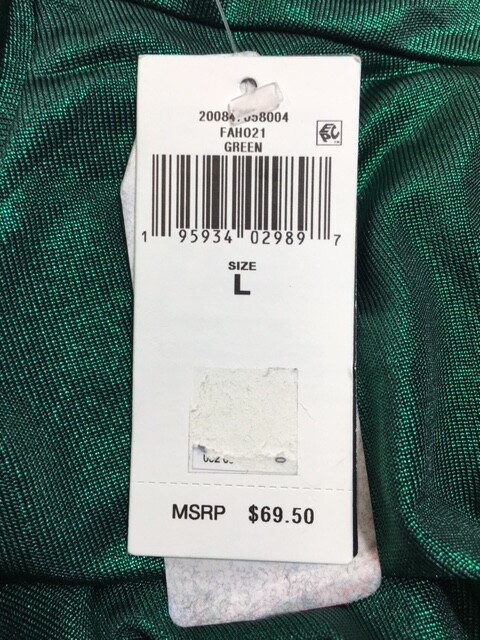 FAH021
GREEN
1 95934 02989 7
SIZE
L
MSRP $69.50